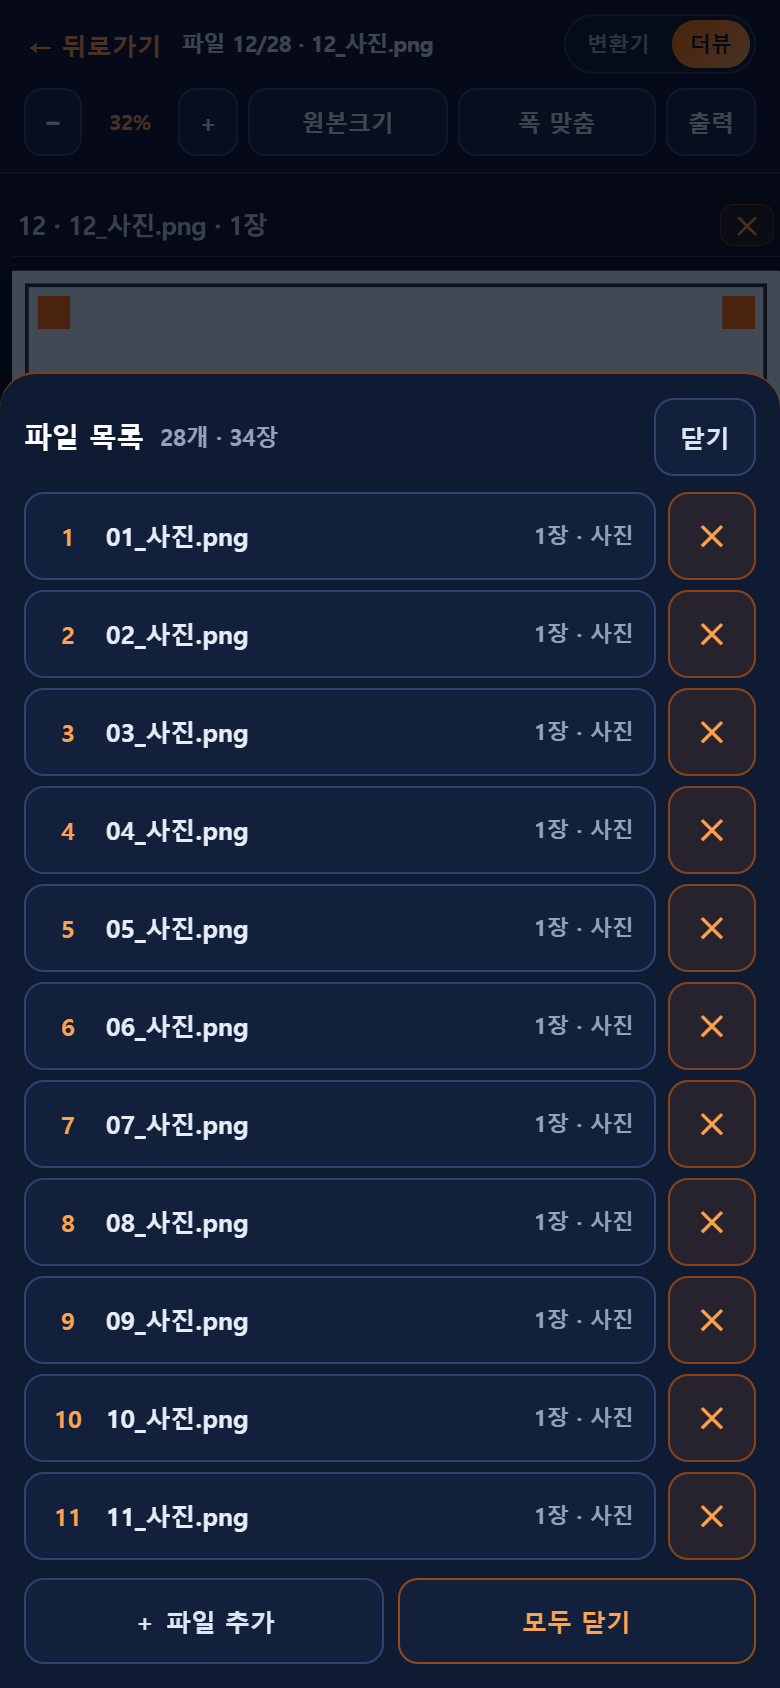 ← 뒤로가기 파일 12/28 · 12_사진.png 변환기 더뷰
− 32% + 원본크기 폭 맞춤 출력
12 · 12_사진.png · 1장 ×
파일 목록 28개 · 34장 닫기
1 01_사진.png 1장 · 사진 ×
2 02_사진.png 1장 · 사진 ×
3 03_사진.png 1장 · 사진 ×
4 04_사진.png 1장 · 사진 ×
5 05_사진.png 1장 · 사진 ×
6 06_사진.png 1장 · 사진 ×
7 07_사진.png 1장 · 사진 ×
8 08_사진.png 1장 · 사진 ×
9 09_사진.png 1장 · 사진 ×
10 10_사진.png 1장 · 사진 ×
11 11_사진.png 1장 · 사진 ×
+ 파일 추가 모두 닫기